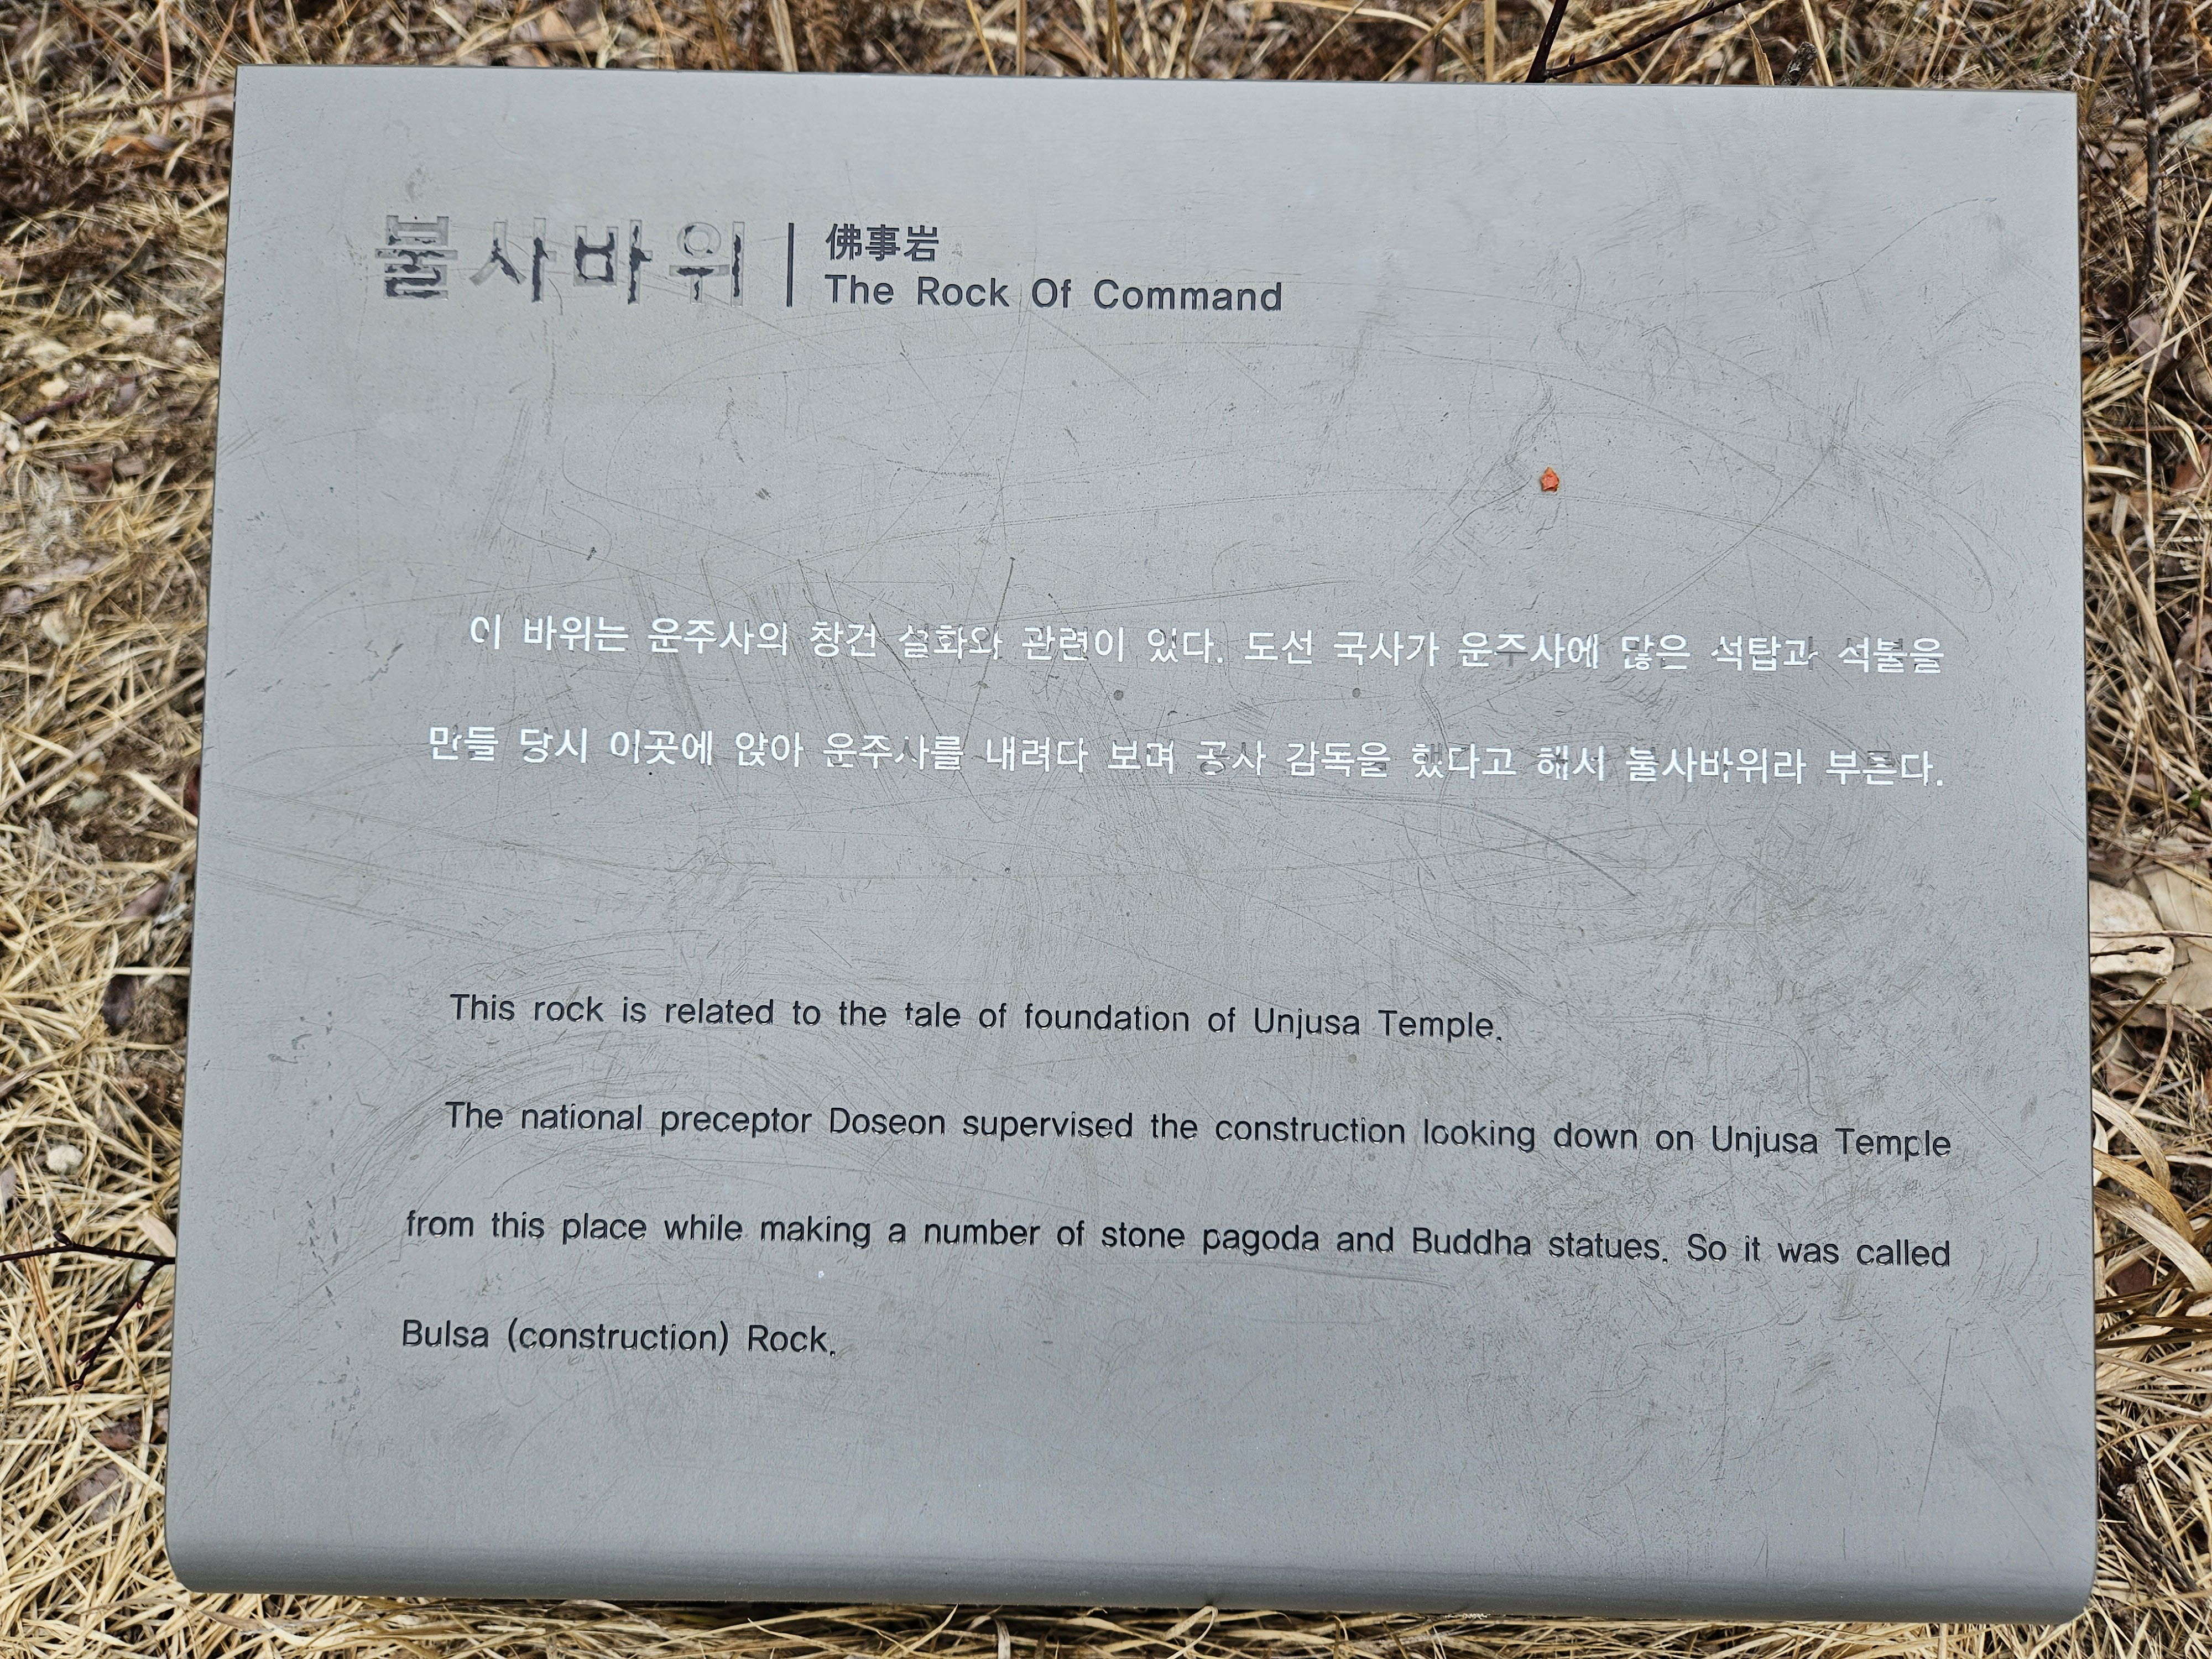 불사바위
佛事岩
The Rock Of Command
이 바위는 운주사의 창건 설화와 관련이 있다. 도선 국사가 운주사에 많은 석탑과 석불을
만들 당시 이곳에 앉아 운주사를 내려다 보며 공사 감독을 했다고 해서 불사바위라 부른다.
This rock is related to the tale of foundation of Unjusa Temple.
The national preceptor Doseon supervised the construction looking down on Unjusa Temple
from this place while making a number of stone pagoda and Buddha statues. So it was called
Bulsa (construction) Rock.